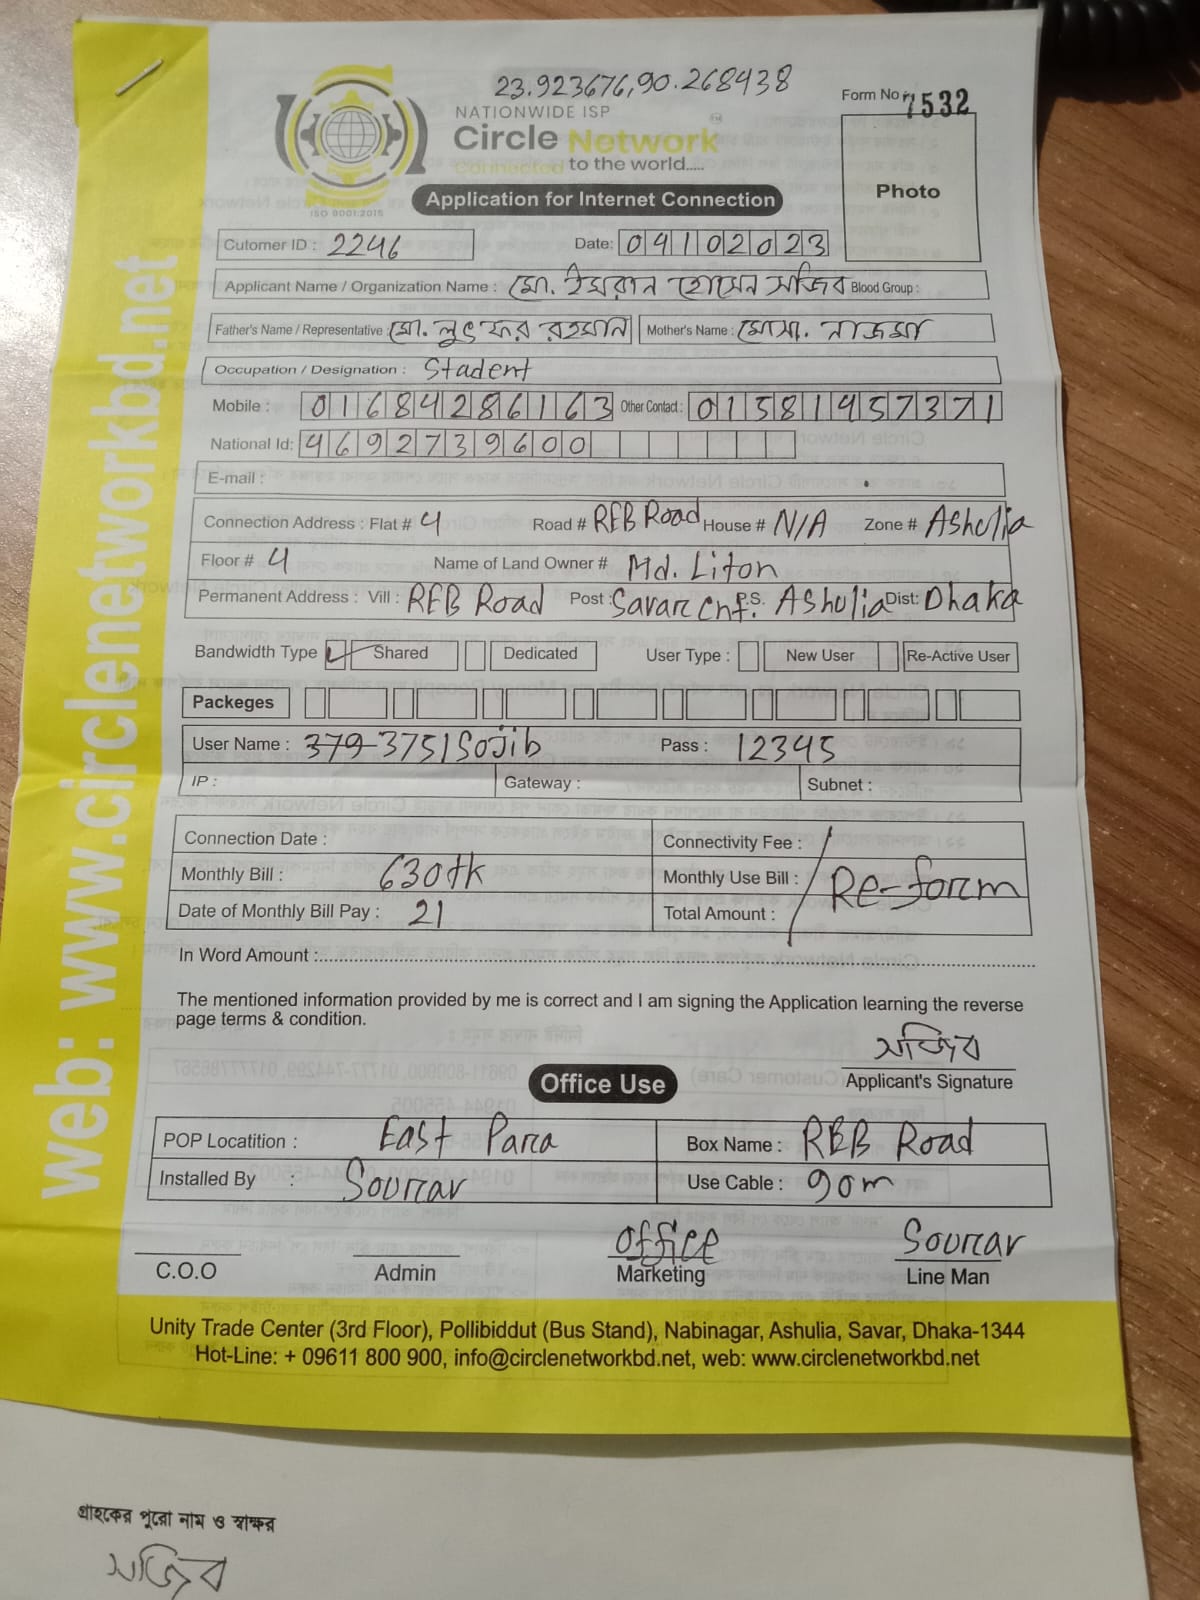 23.923676,90.268438
Form No: 7532
NATIONWIDE ISP
Circle Network
Connected to the world.....
ISO 9001:2015
Application for Internet Connection
Photo
Cutomer ID : 2246 Date: 04102023
Applicant Name / Organization Name : মো. ইমরান হোসেন সজিব Blood Group :
Father's Name / Representative : মো. লুৎফর রহমান Mother's Name : মোসা. নাজমা
Occupation / Designation : Stadent
Mobile : 01684286163 Other Contact : 01581957371
National Id: 4692739600
E-mail :
Connection Address : Flat # 4 Road # REB Road House # N/A Zone # Ashulia
Floor # 4 Name of Land Owner # Md. Liton
Permanent Address : Vill : REB Road Post : Savar Cnt. P.S. Ashulia Dist: Dhaka
Bandwidth Type Shared Dedicated User Type : New User Re-Active User
Packeges
User Name : 379 3751Sojib Pass : 12345
IP : Gateway : Subnet :
Connection Date : Connectivity Fee :
Monthly Bill : 630tk Monthly Use Bill : Re-form
Date of Monthly Bill Pay : 21 Total Amount :
In Word Amount :
The mentioned information provided by me is correct and I am signing the Application learning the reverse
page terms & condition.
সজিব
Applicant's Signature
Office Use
POP Locatition : East Para Box Name : REB Road
Installed By : Sourav Use Cable : 90m
Office Sourav
C.O.O Admin Marketing Line Man
Unity Trade Center (3rd Floor), Pollibiddut (Bus Stand), Nabinagar, Ashulia, Savar, Dhaka-1344
Hot-Line: + 09611 800 900, info@circlenetworkbd.net, web: www.circlenetworkbd.net
web: www.circlenetworkbd.net
গ্রাহকের পুরো নাম ও স্বাক্ষর
সজিব